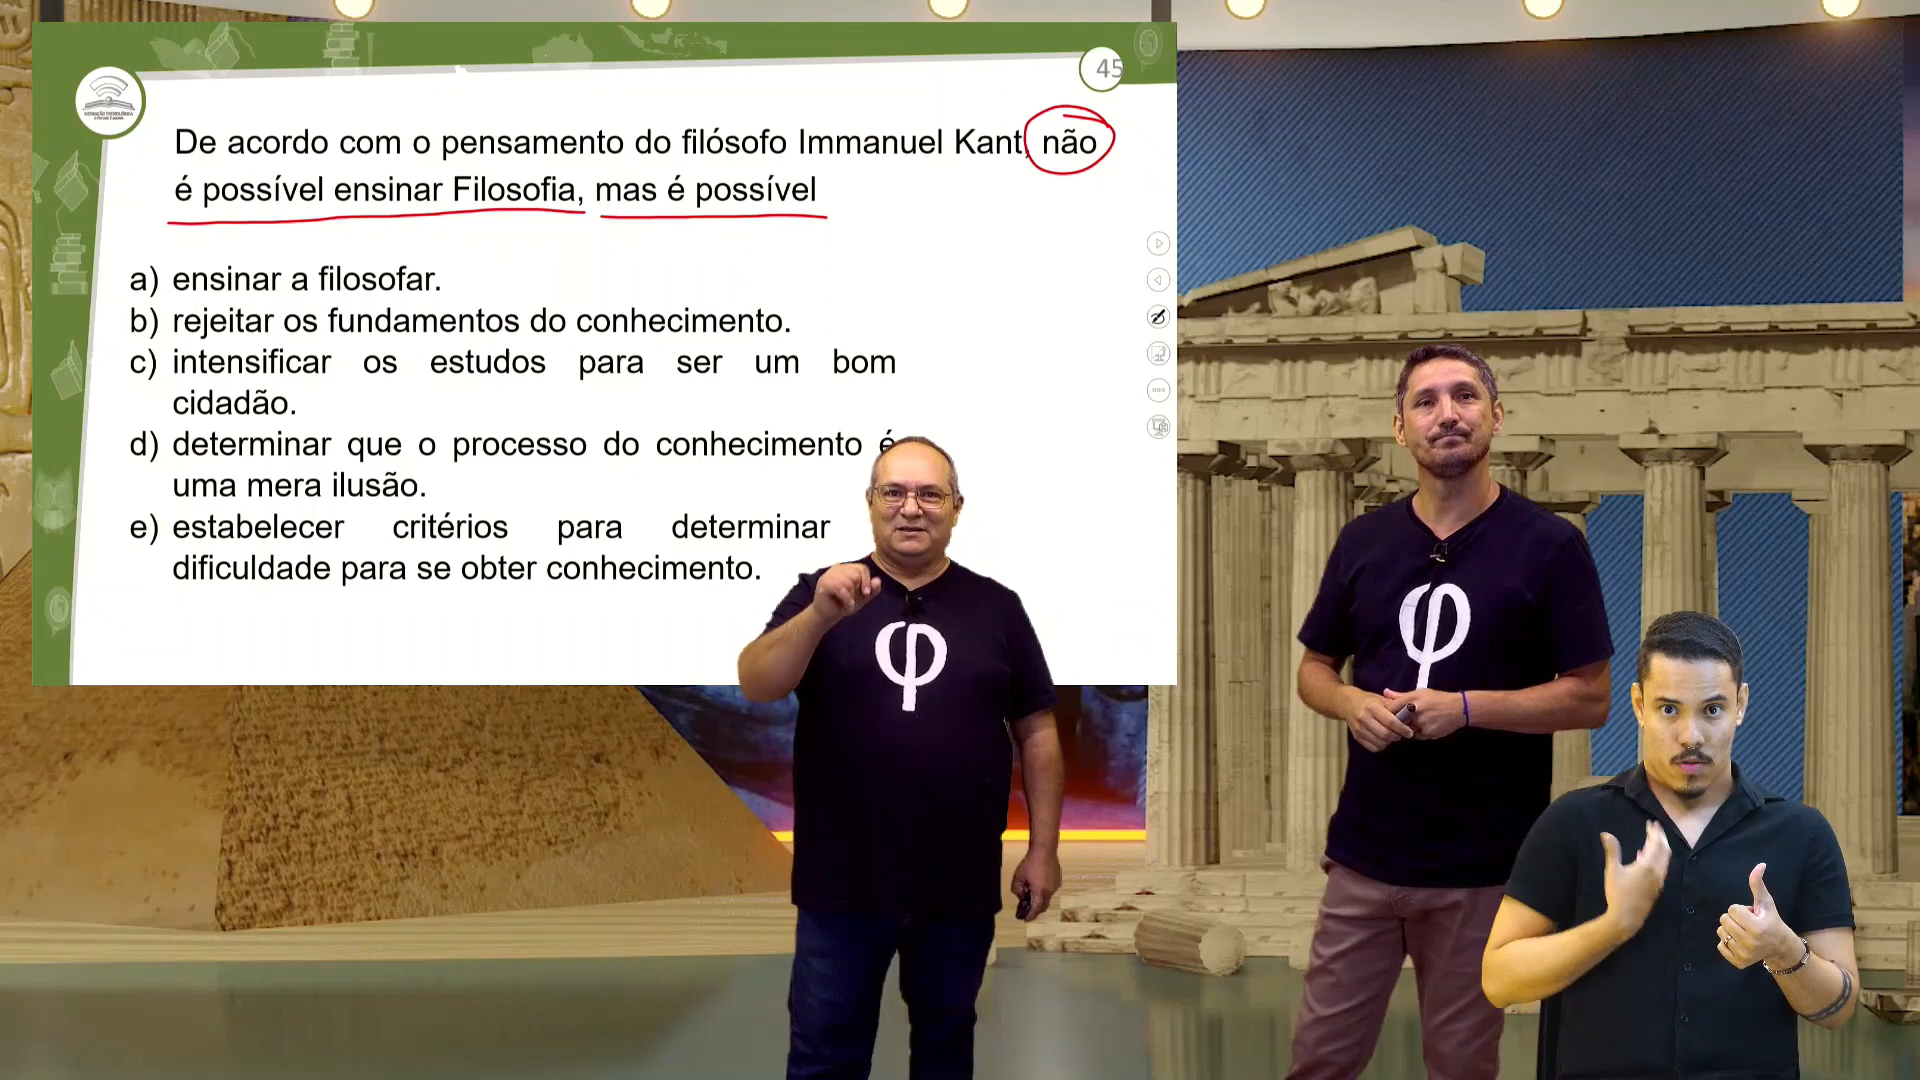 45
De acordo com o pensamento do filósofo Immanuel Kant, não
é possível ensinar Filosofia, mas é possível
a) ensinar a filosofar.
b) rejeitar os fundamentos do conhecimento.
c) intensificar os estudos para ser um bom
cidadão.
d) determinar que o processo do conhecimento é
uma mera ilusão.
e) estabelecer critérios para determinar
dificuldade para se obter conhecimento.
φ
φ